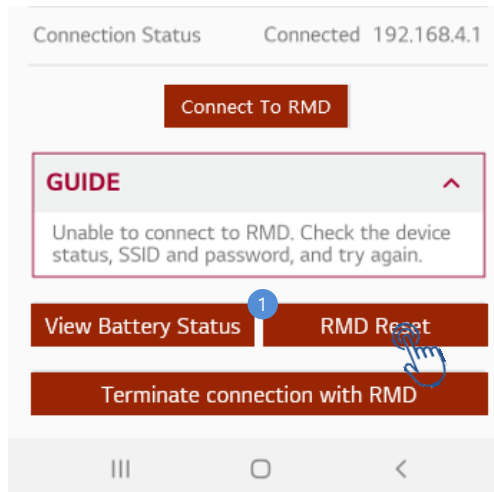 Connection Status Connected 192.168.4.1
Connect To RMD
GUIDE
Unable to connect to RMD. Check the device
status, SSID and password, and try again.
1
View Battery Status RMD Reset
Terminate connection with RMD